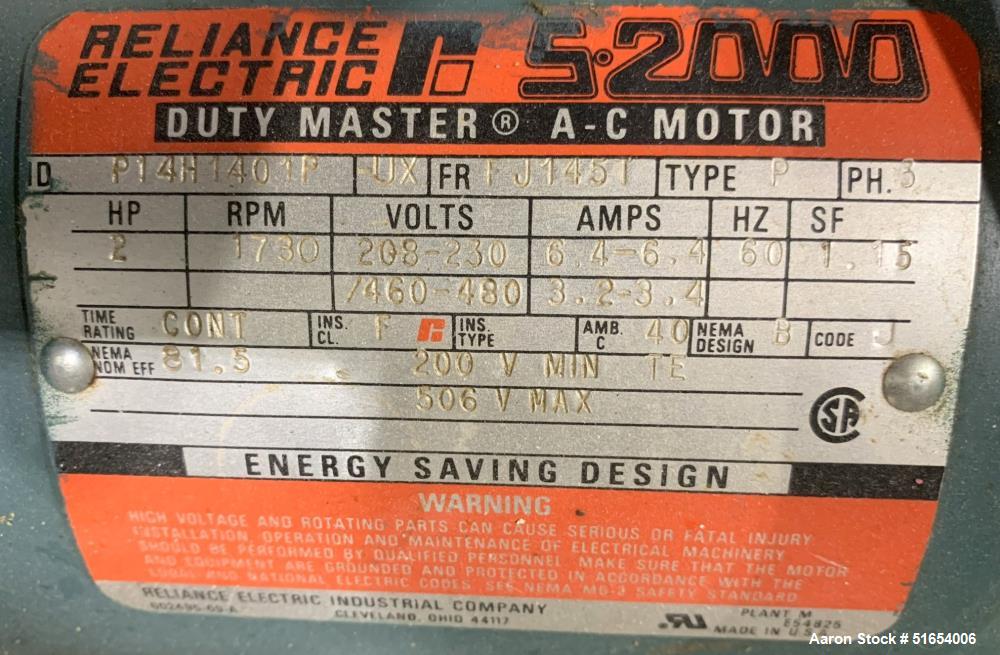 RELIANCE
ELECTRIC S-2000
DUTY MASTER® A-C MOTOR
ID P14H1401P -UX FR FJ145T TYPE P PH. 3
HP RPM VOLTS AMPS HZ SF
2 1730 208-230 6.4-6.4 60 1.15
/460-480 3.2-3.4
TIME RATING CONT INS. CL. F INS. TYPE AMB. C 40 NEMA DESIGN B CODE J
NEMA NOM EFF 81.5 200 V MIN TE
506 V MAX
ENERGY SAVING DESIGN
WARNING
HIGH VOLTAGE AND ROTATING PARTS CAN CAUSE SERIOUS OR FATAL INJURY
INSTALLATION, OPERATION AND MAINTENANCE OF ELECTRICAL MACHINERY
SHOULD BE PERFORMED BY QUALIFIED PERSONNEL. MAKE SURE THAT THE MOTOR
AND EQUIPMENT ARE GROUNDED AND PROTECTED IN ACCORDANCE WITH THE
LOCAL AND NATIONAL ELECTRIC CODES. SEE NEMA MG-2 SAFETY STANDARD
RELIANCE ELECTRIC INDUSTRIAL COMPANY
602495-69-A CLEVELAND, OHIO 44117
PLANT M
E54825
MADE IN U S
Aaron Stock # 51654006